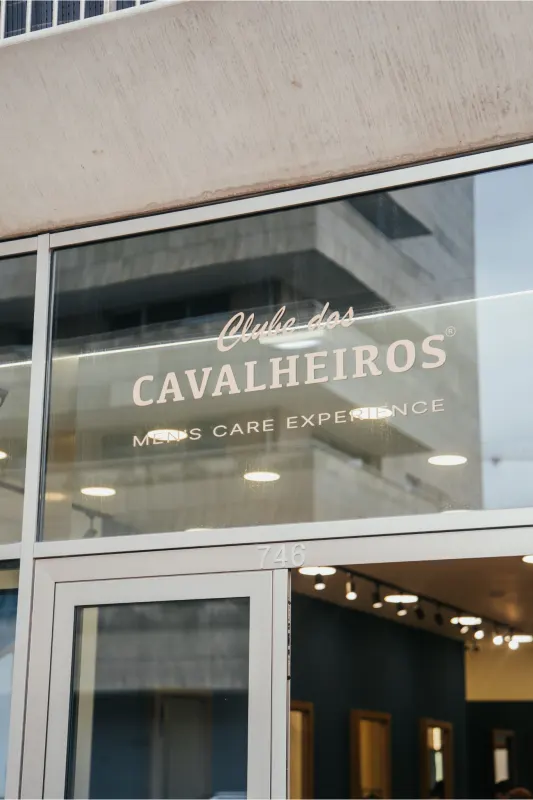 Clube dos
CAVALHEIROS®
MEN'S CARE EXPERIENCE
746